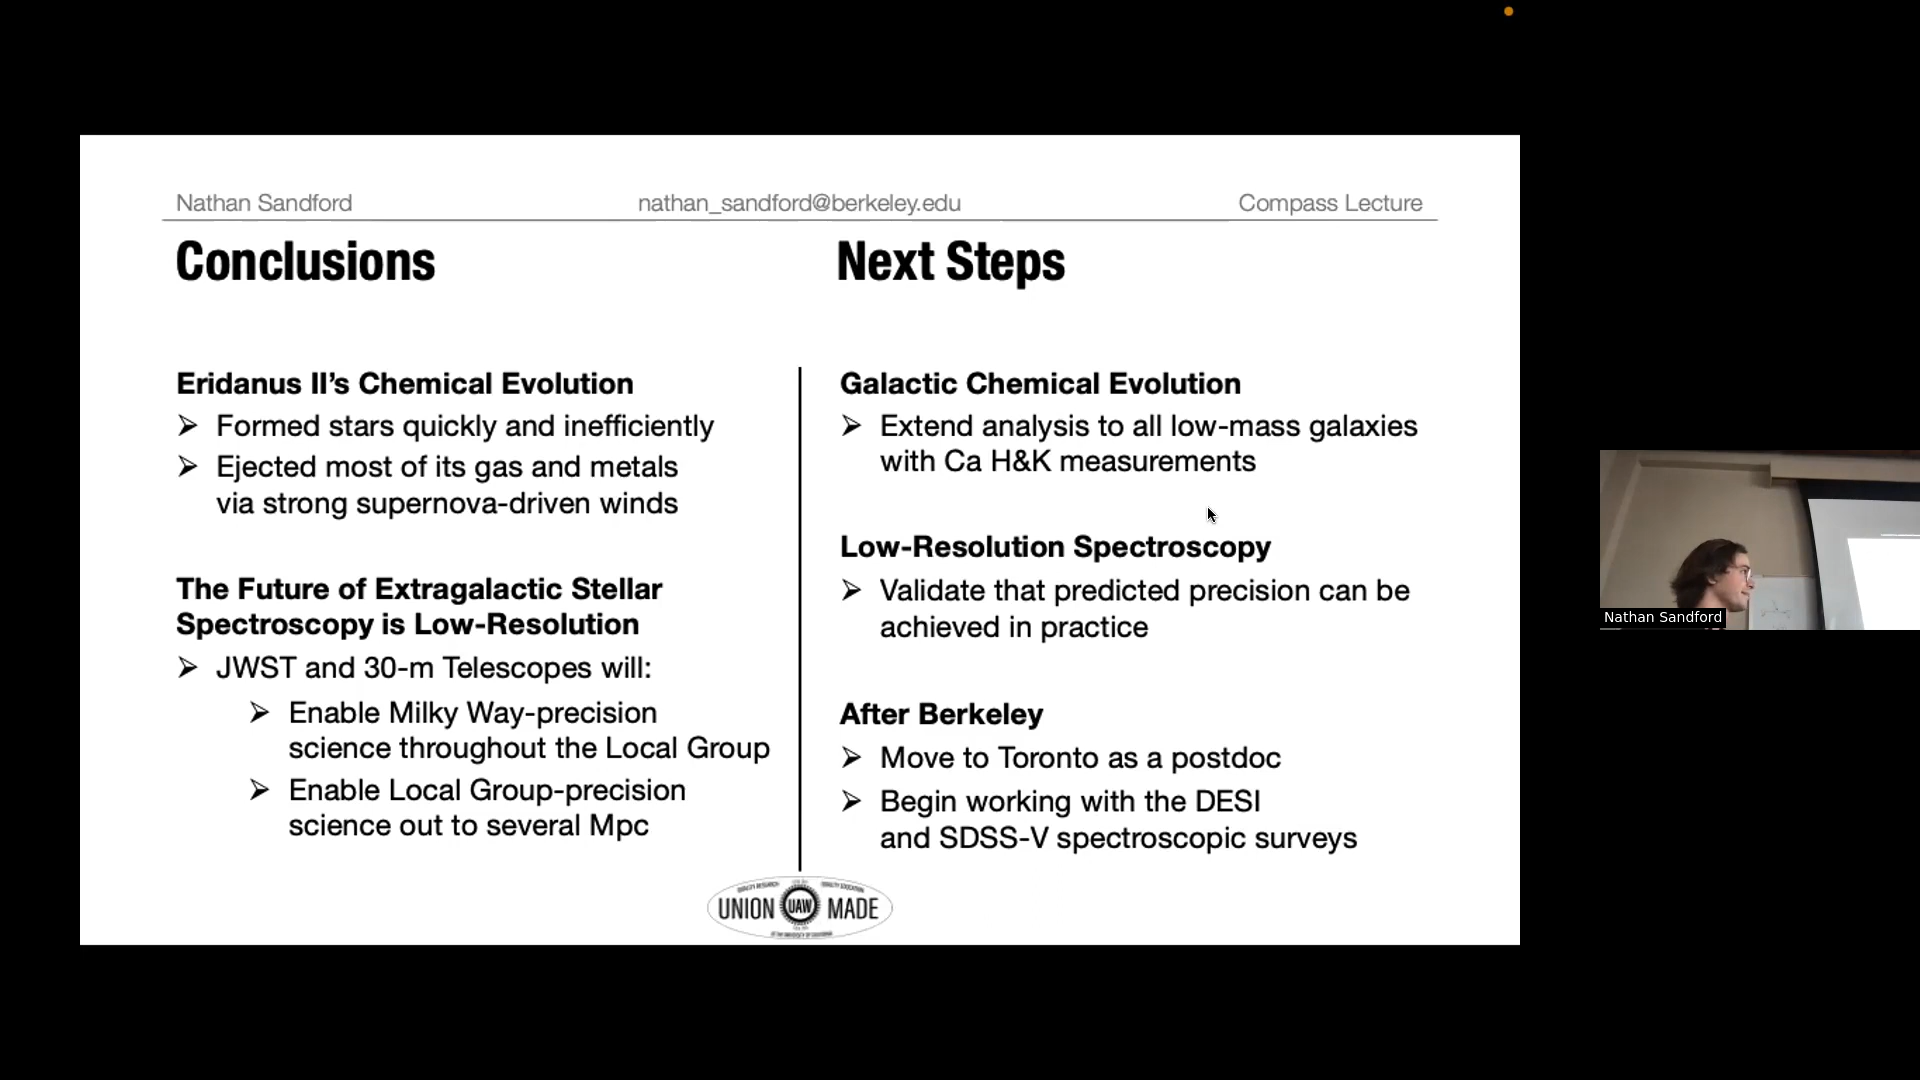 Nathan Sandford
nathan_sandford@berkeley.edu
Compass Lecture
Conclusions
Eridanus II’s Chemical Evolution
➢ Formed stars quickly and inefficiently
➢ Ejected most of its gas and metals
via strong supernova-driven winds
The Future of Extragalactic Stellar
Spectroscopy is Low-Resolution
➢ JWST and 30-m Telescopes will:
➢ Enable Milky Way-precision
science throughout the Local Group
➢ Enable Local Group-precision
science out to several Mpc
Next Steps
Galactic Chemical Evolution
➢ Extend analysis to all low-mass galaxies
with Ca H&K measurements
Low-Resolution Spectroscopy
➢ Validate that predicted precision can be
achieved in practice
After Berkeley
➢ Move to Toronto as a postdoc
➢ Begin working with the DESI
and SDSS-V spectroscopic surveys
UNION UAW MADE
Nathan Sandford